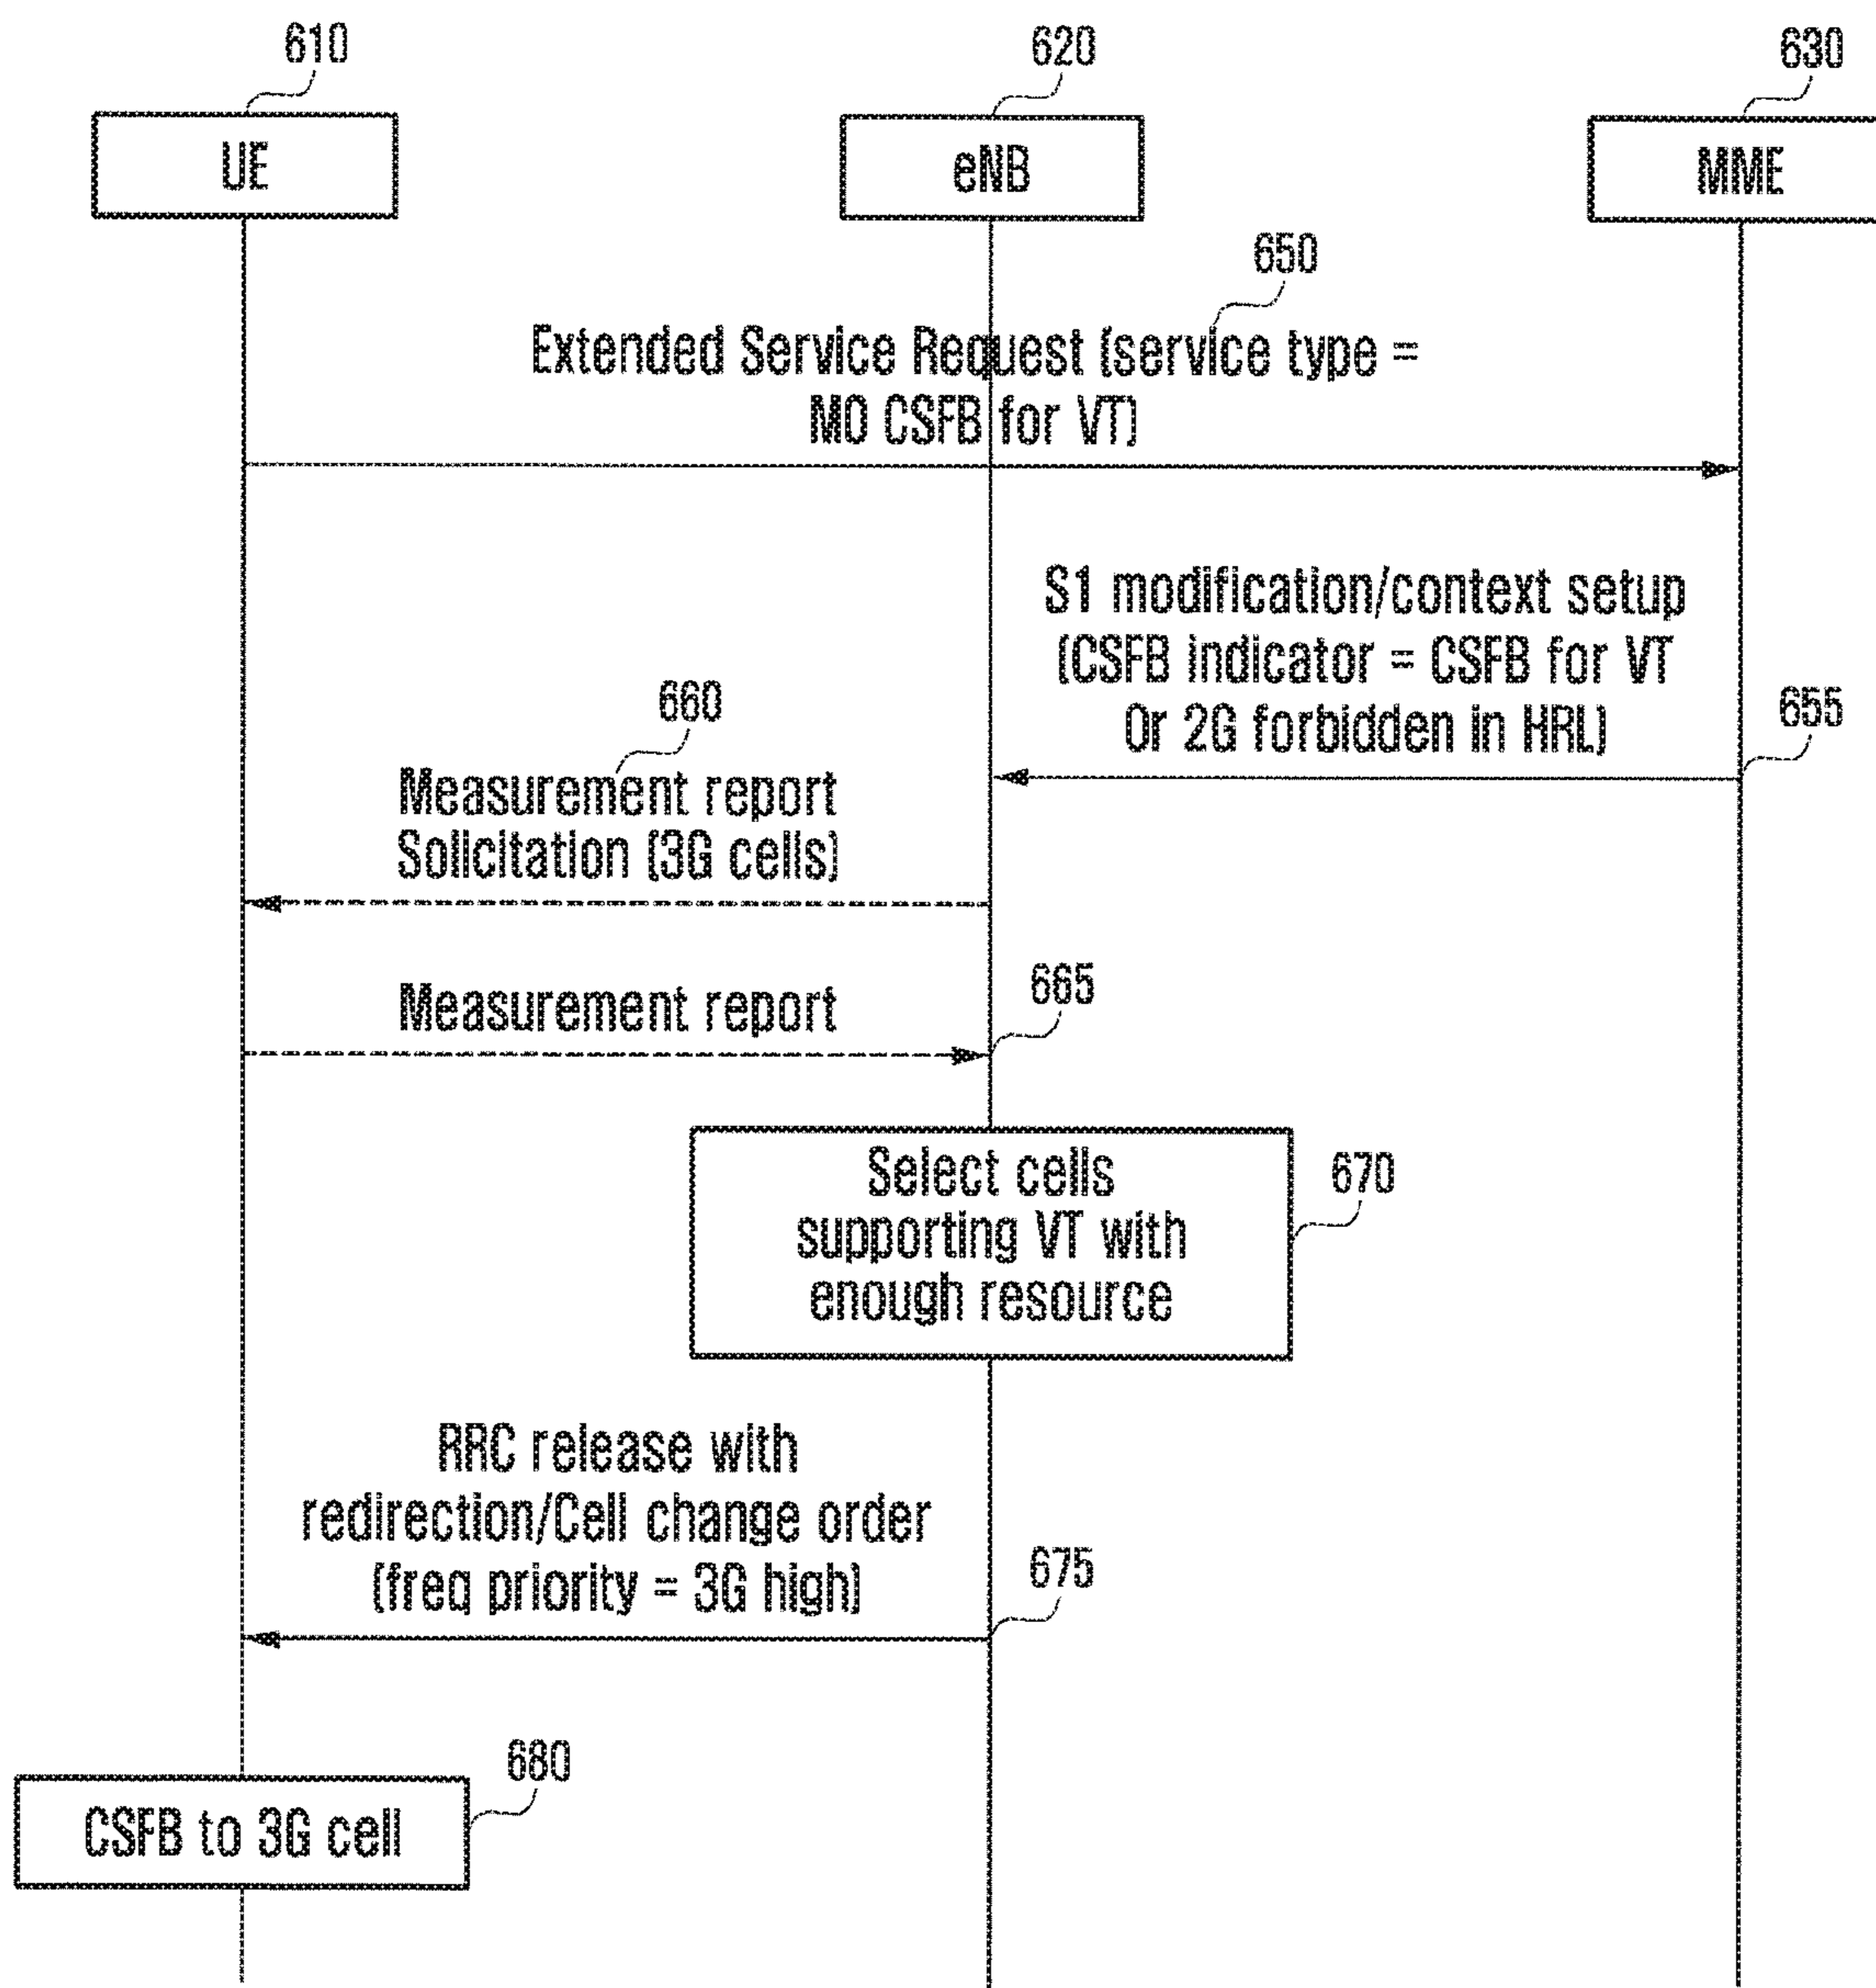 610
620
630
UE
eNB
MME
650
Extended Service Request (service type =
MO CSFB for VT)
S1 modification/context setup
(CSFB indicator = CSFB for VT
Or 2G forbidden in HRL)
655
660
Measurement report
Solicitation (3G cells)
665
Measurement report
Select cells
supporting VT with
enough resource
670
RRC release with
redirection/Cell change order
(freq priority = 3G high)
675
680
CSFB to 3G cell